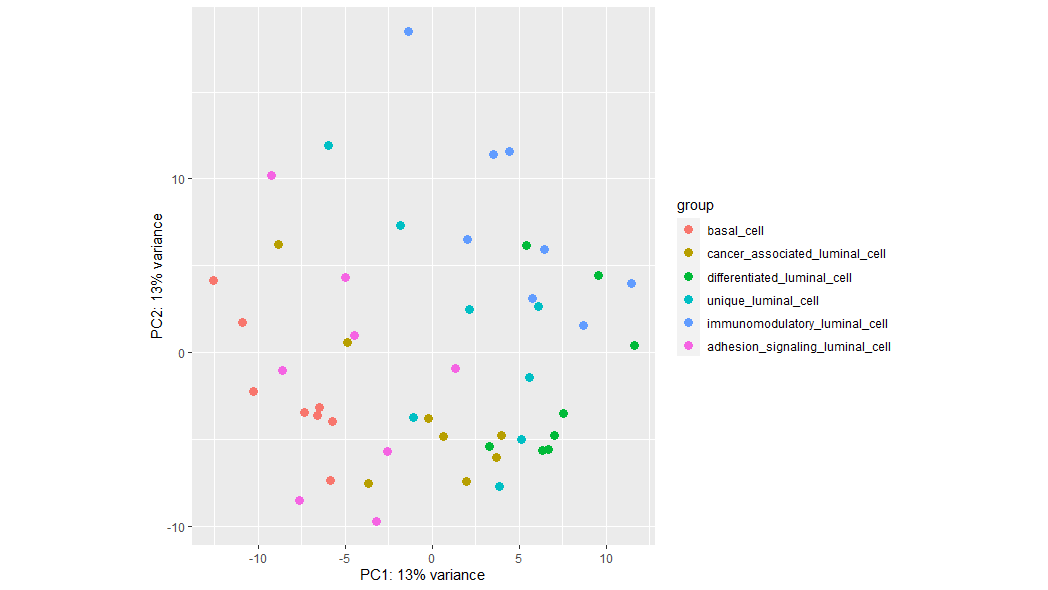 10
0
-10
-10
-5
0
5
10
PC2: 13% variance
PC1: 13% variance
group
basal_cell
cancer_associated_luminal_cell
differentiated_luminal_cell
unique_luminal_cell
immunomodulatory_luminal_cell
adhesion_signaling_luminal_cell